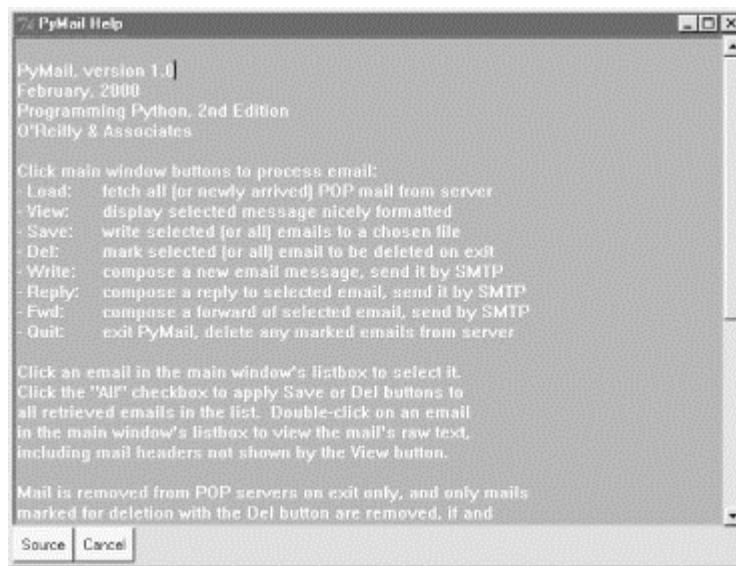 PyMail Help
PyMail, version 1.0
February, 2000
Programming Python, 2nd Edition
O'Reilly & Associates
Click main window buttons to process email:
- Load: fetch all (or newly arrived) POP mail from server
- View: display selected message nicely formatted
- Save: write selected (or all) emails to a chosen file
- Del: mark selected (or all) email to be deleted on exit
- Write: compose a new email message, send it by SMTP
- Reply: compose a reply to selected email, send it by SMTP
- Fwd: compose a forward of selected email, send by SMTP
- Quit: exit PyMail, delete any marked emails from server
Click an email in the main window's listbox to select it.
Click the "All" checkbox to apply Save or Del buttons to
all retrieved emails in the list. Double-click on an email
in the main window's listbox to view the mail's raw text,
including mail headers not shown by the View button.
Mail is removed from POP servers on exit only, and only mails
marked for deletion with the Del button are removed, if and
Source Cancel